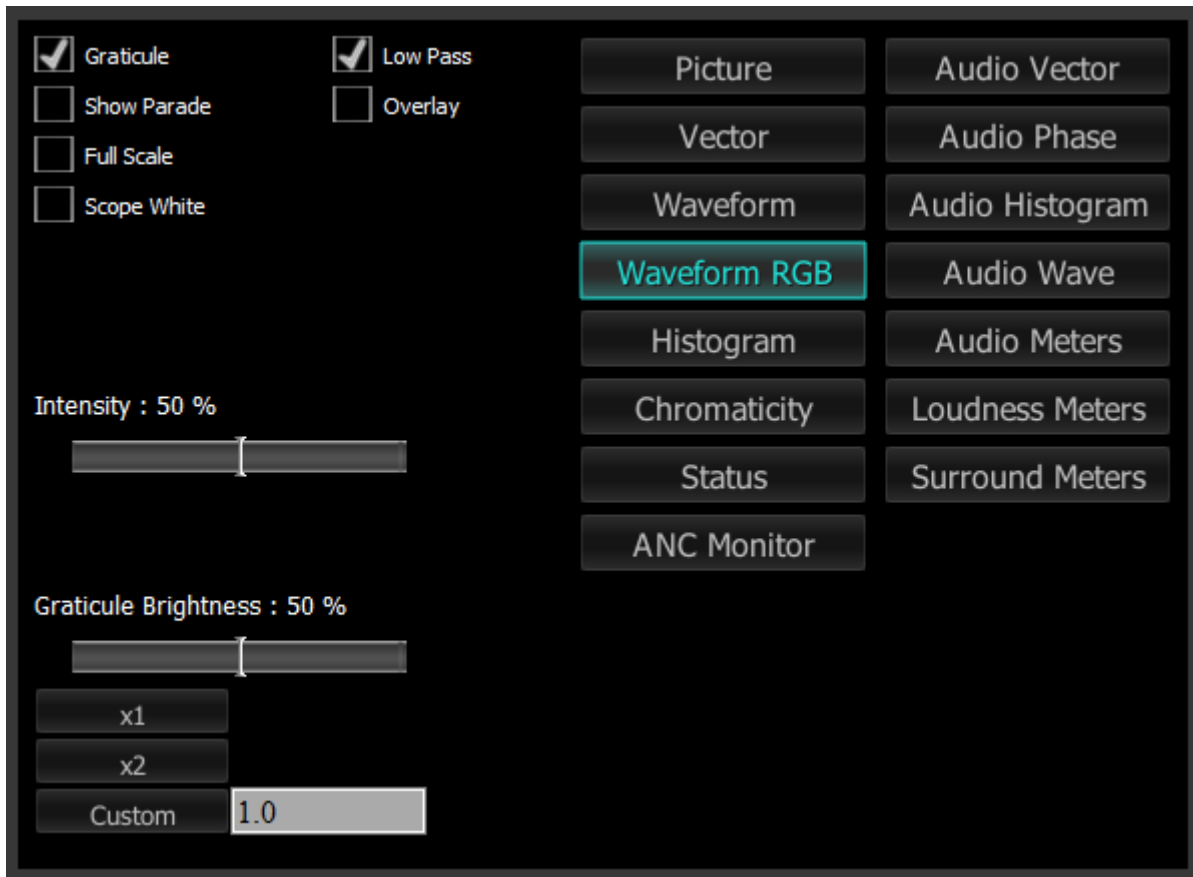 Graticule
Low Pass
Show Parade
Overlay
Full Scale
Scope White
Intensity : 50 %
Graticule Brightness : 50 %
x1
x2
Custom
1.0
Picture
Vector
Waveform
Waveform RGB
Histogram
Chromaticity
Status
ANC Monitor
Audio Vector
Audio Phase
Audio Histogram
Audio Wave
Audio Meters
Loudness Meters
Surround Meters